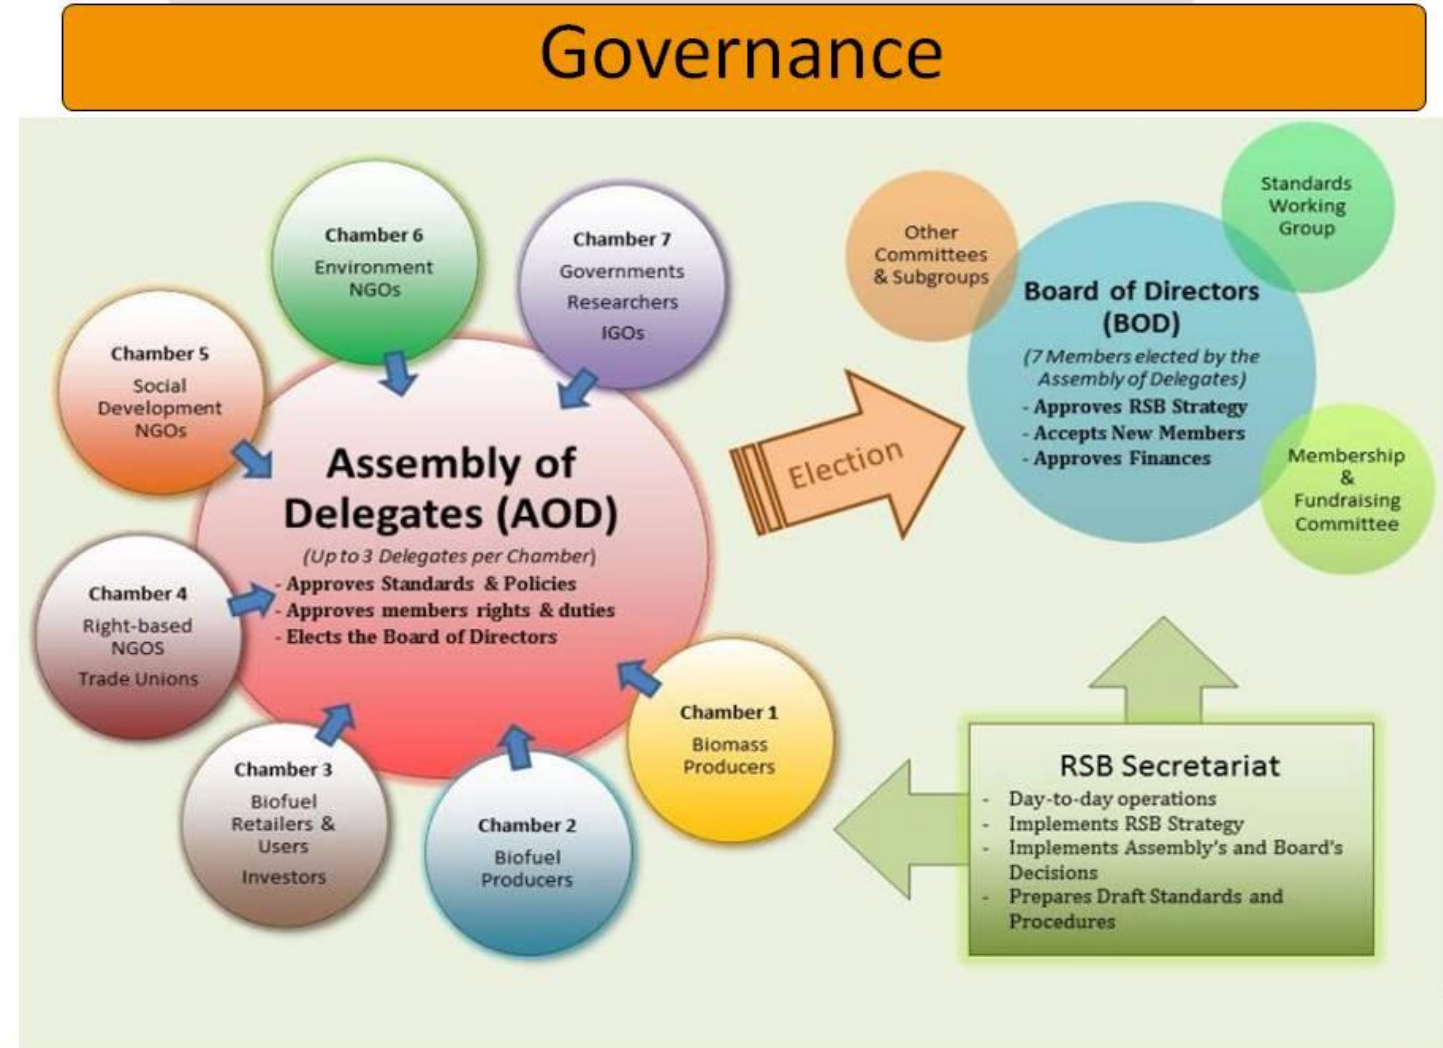 Governance
Chamber 6
Environment
NGOs
Chamber 7
Governments
Researchers
IGOs
Chamber 5
Social
Development
NGOs
Assembly of
Delegates (AOD)
(Up to 3 Delegates per Chamber)
- Approves Standards & Policies
- Approves members rights & duties
- Elects the Board of Directors
Chamber 4
Right-based
NGOS
Trade Unions
Chamber 3
Biofuel
Retailers &
Users
Investors
Chamber 2
Biofuel
Producers
Chamber 1
Biomass
Producers
Election
Other
Committees
& Subgroups
Standards
Working
Group
Board of Directors
(BOD)
(7 Members elected by the
Assembly of Delegates)
- Approves RSB Strategy
- Accepts New Members
- Approves Finances
Membership
&
Fundraising
Committee
RSB Secretariat
- Day-to-day operations
- Implements RSB Strategy
- Implements Assembly's and Board's
Decisions
- Prepares Draft Standards and
Procedures